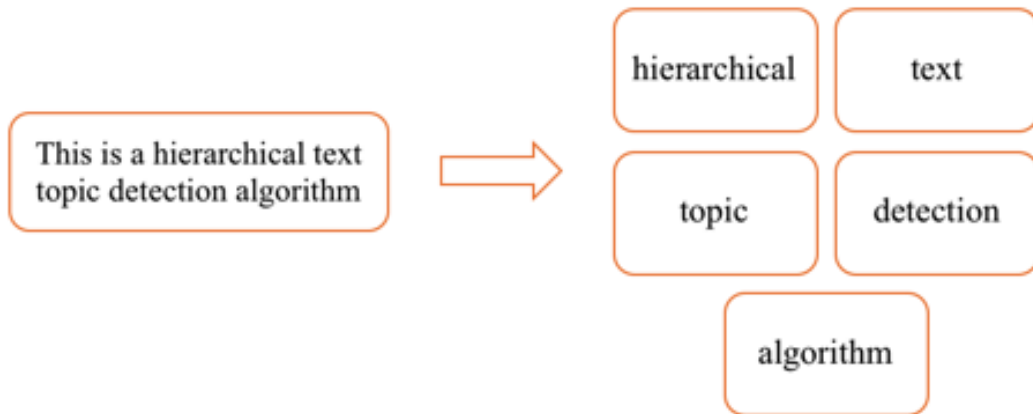 This is a hierarchical text
topic detection algorithm
hierarchical
text
topic
detection
algorithm